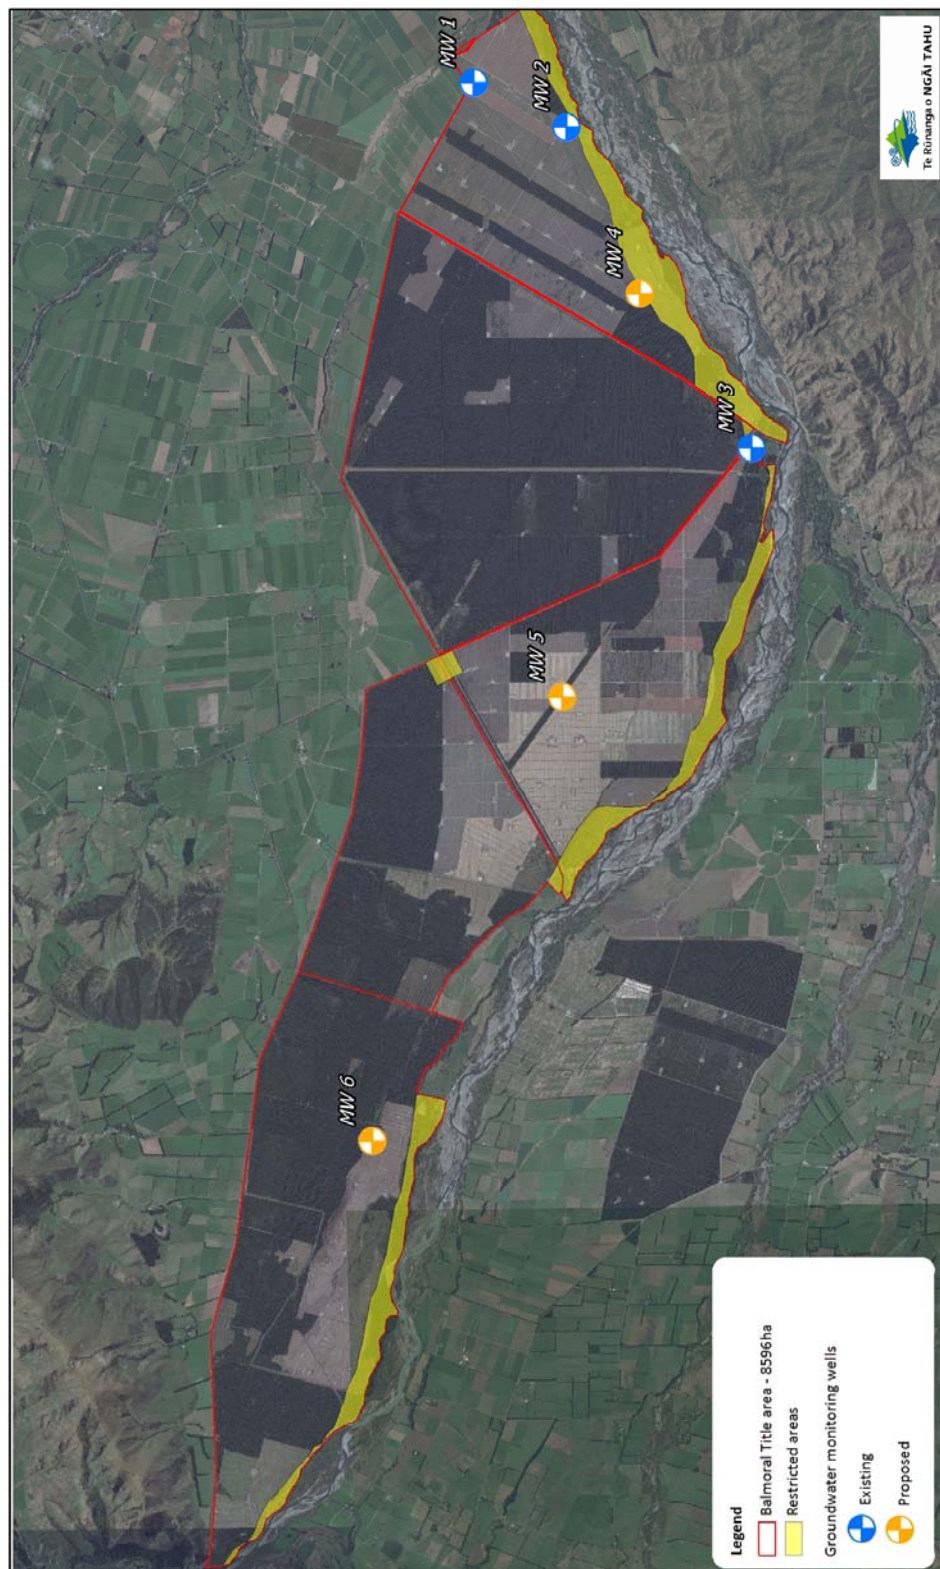 MW 1
MW 2
MW 4
MW 3
MW 5
MW 6
Te Rūnanga o NGĀI TAHU
Legend
Balmoral Title area - 8596ha
Restricted areas
Groundwater monitoring wells
Existing
Proposed